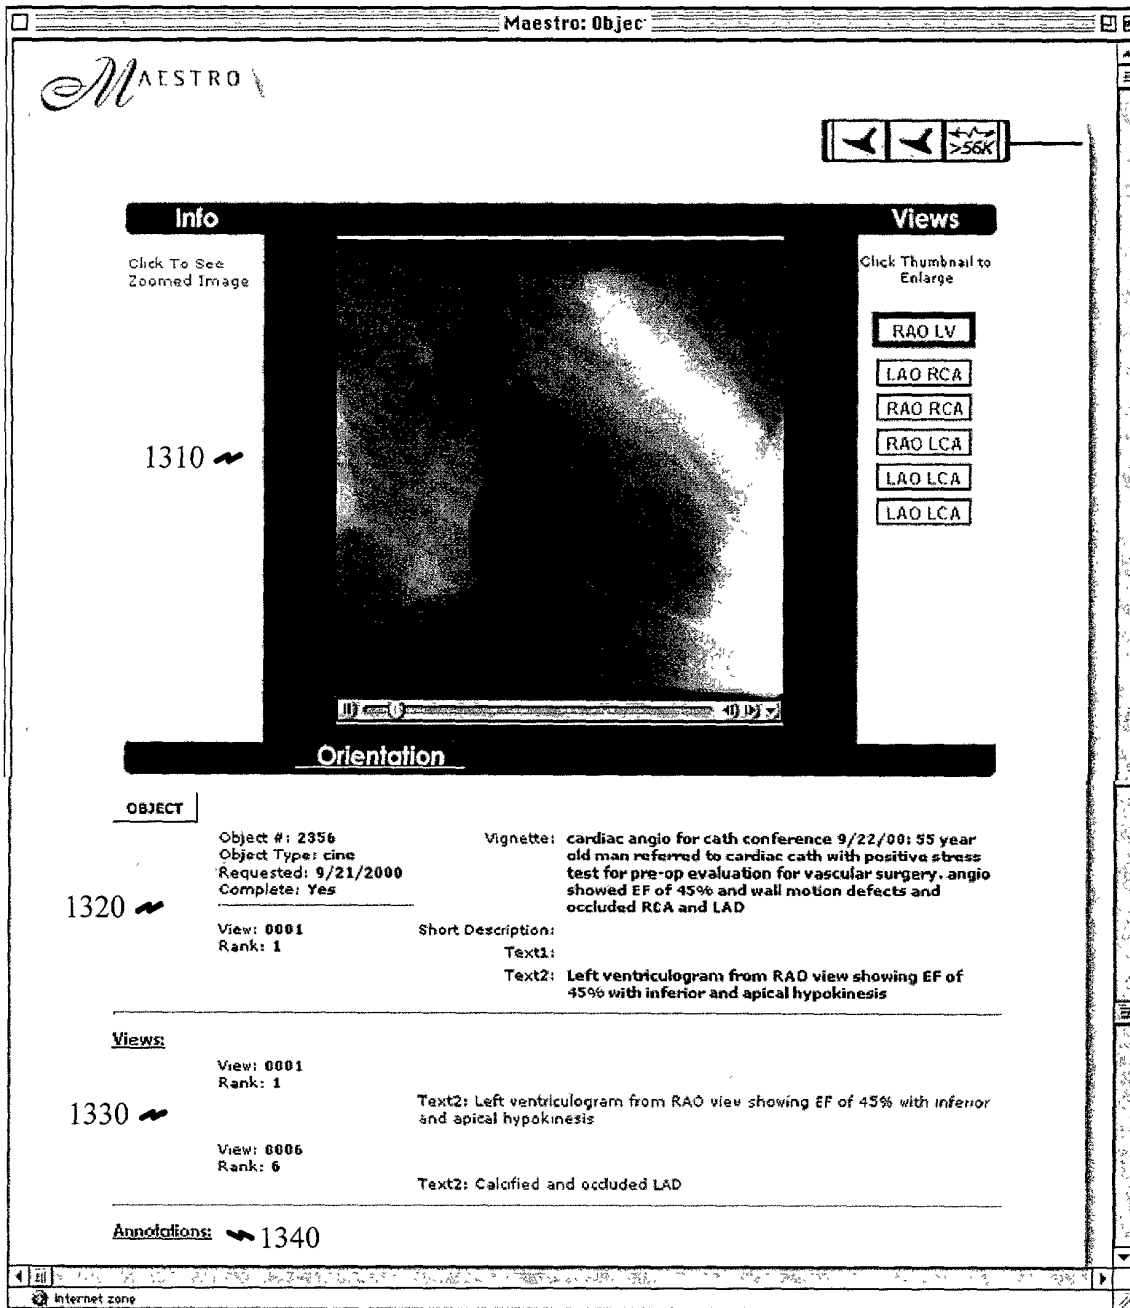 Maestro: Objec
MAESTRO
>56K
Info
Views
Click To See
Zoomed Image
Click Thumbnail to
Enlarge
RAO LV
LAO RCA
RAO RCA
RAO LCA
LAO LCA
LAO LCA
1310
Orientation
OBJECT
Object #: 2356
Object Type: cine
Requested: 9/21/2000
Complete: Yes
View: 0001
Rank: 1
Vignette: cardiac angio for cath conference 9/22/00: 55 year
old man referred to cardiac cath with positive stress
test for pre-op evaluation for vascular surgery. angio
showed EF of 45% and wall motion defects and
occluded RCA and LAD
1320
Short Description:
Text1:
Text2: Left ventriculogram from RAO view showing EF of
45% with inferior and apical hypokinesis
Views:
View: 0001
Rank: 1
1330
Text2: Left ventriculogram from RAO view showing EF of 45% with inferior
and apical hypokinesis
View: 0006
Rank: 6
Text2: Calcified and occluded LAD
Annotations:
1340
Internet zone